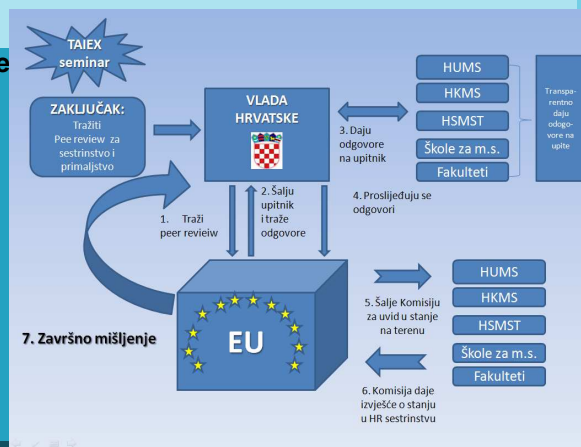 e
TAIEX
seminar
ZAKLJUČAK:
Tražiti
Pee review za
sestrinstvo i
primaljstvo
VLADA
HRVATSKE
3. Daju
odgovore
na upitnik
HUMS
HKMS
HSMST
Škole za m.s.
Fakulteti
Transpa-
rentno
daju
odogo-
vore na
upite
1. Traži
peer revieiw
2. Šalju
upitnik
i traže
odgovore
4. Proslijeđuju se
odgovori
EU
7. Završno mišljenje
5. Šalje Komisiju
za uvid u stanje
na terenu
6. Komisija daje
izvješće o stanju
u HR sestrinstvu
HUMS
HKMS
HSMST
Škole za m.s.
Fakulteti